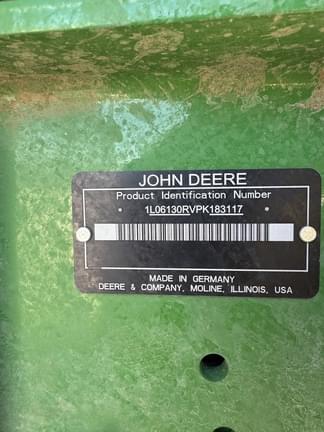 JOHN DEERE
Product Identification Number
* 1L06130RVPK183117 *
MADE IN GERMANY
DEERE & COMPANY, MOLINE, ILLINOIS, USA